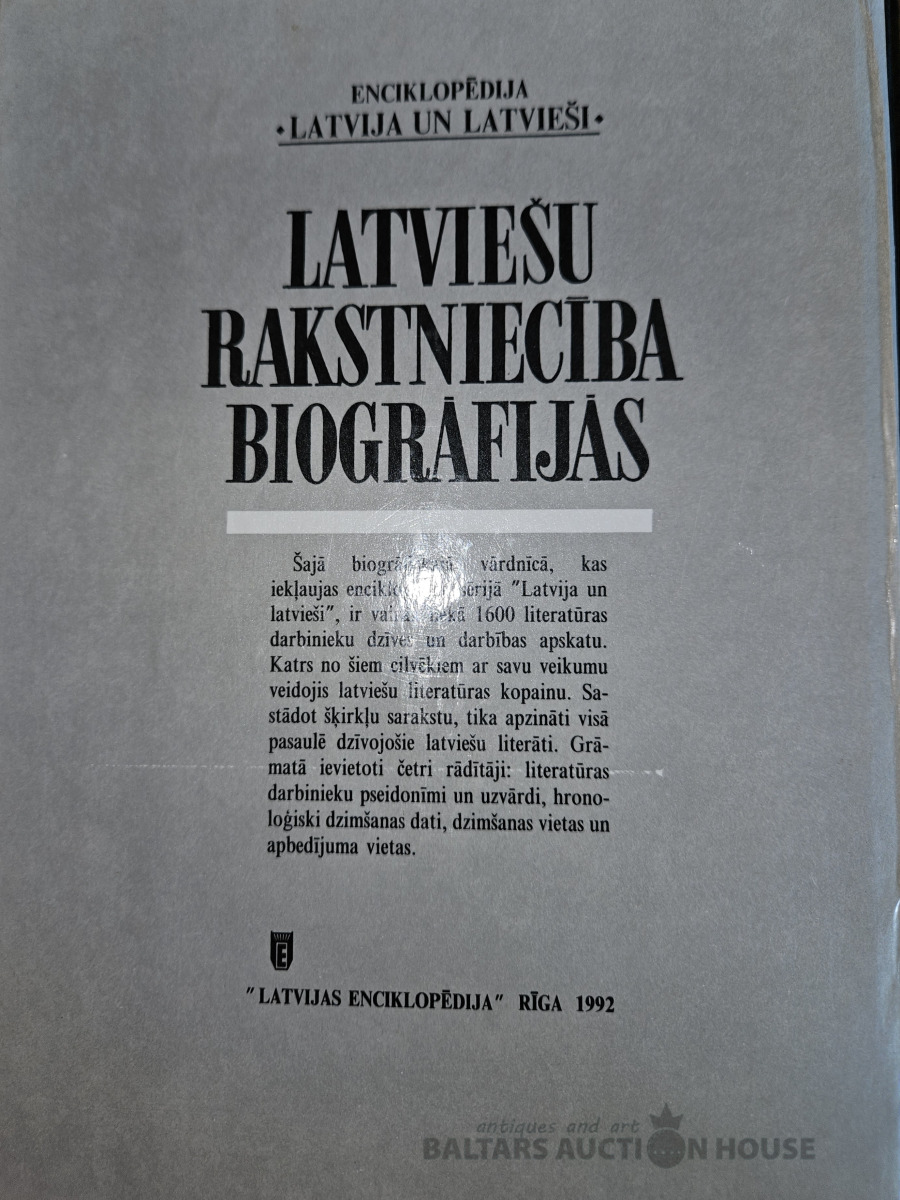 ENCIKLOPĒDIJA
◆LATVIJA UN LATVIEŠI◆
LATVIEŠU
RAKSTNIECĪBA
BIOGRĀFIJĀS
Šajā vārdnīcā, kas
iekļaujas sērijā "Latvija un
latvieši", ir nekā 1600 literatūras
darbinieku dzīves un darbības apskatu.
Katrs no šiem cilvēkiem ar savu veikumu
veidojis latviešu literatūras kopainu. Sa-
stādot šķirkļu sarakstu, tika apzināti visā
pasaulē dzīvojošie latviešu literāti. Grā-
matā ievietoti četri rādītāji: literatūras
darbinieku pseidonīmi un uzvārdi, hrono-
loģiski dzimšanas dati, dzimšanas vietas un
apbedījuma vietas.
E
"LATVIJAS ENCIKLOPĒDIJA" RĪGA 1992
antiques and art
BALTARS AUCTION HOUSE